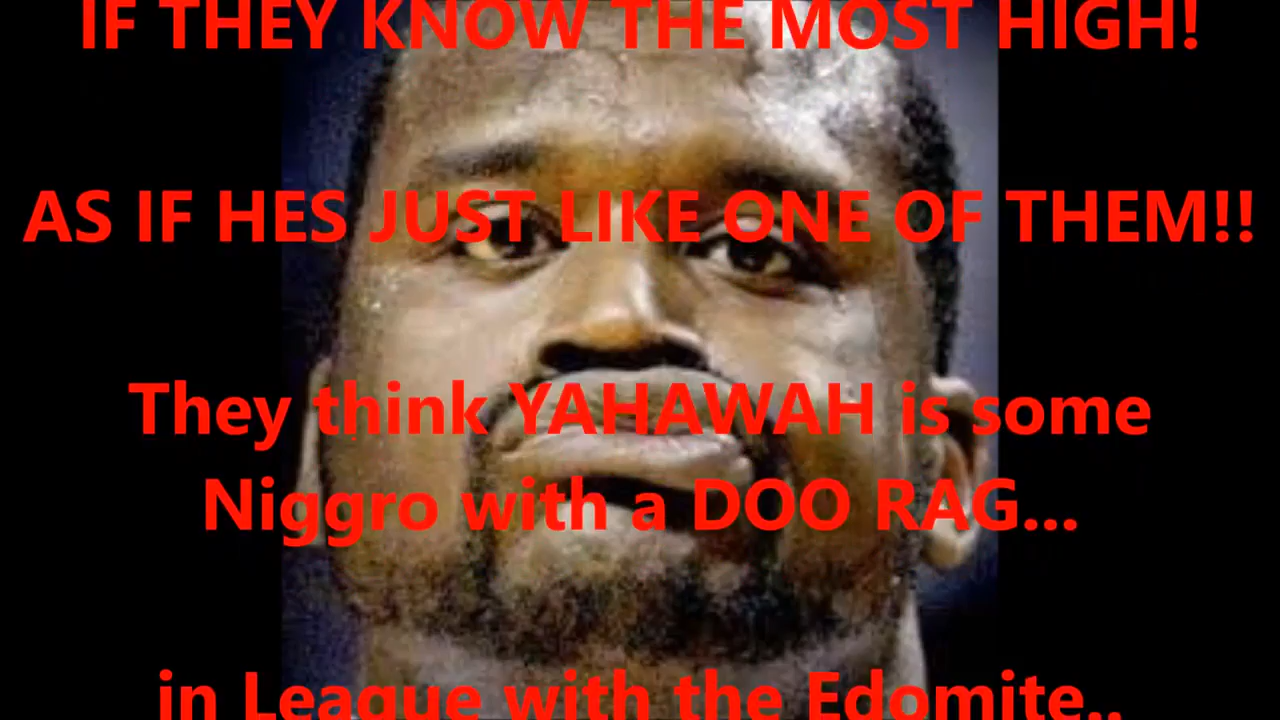 IF THEY KNOW THE MOST HIGH!
AS IF HES JUST LIKE ONE OF THEM!!
They think YAHAWAH is some
Niggro with a DOO RAG...
in League with the Edomite..